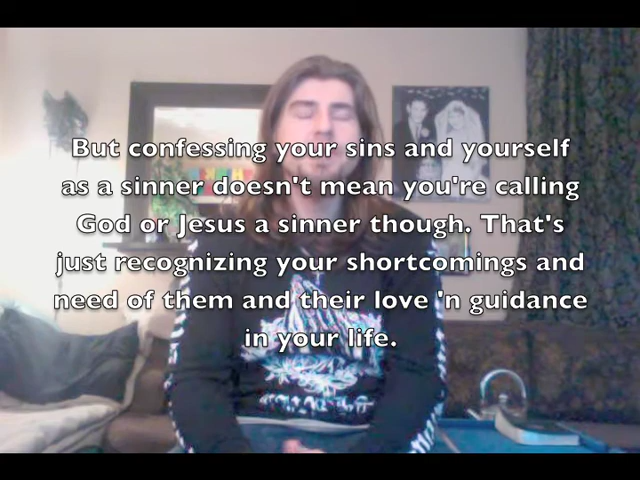 But confessing your sins and yourself
as a sinner doesn't mean you're calling
God or Jesus a sinner though. That's
just recognizing your shortcomings and
need of them and their love 'n guidance
in your life.